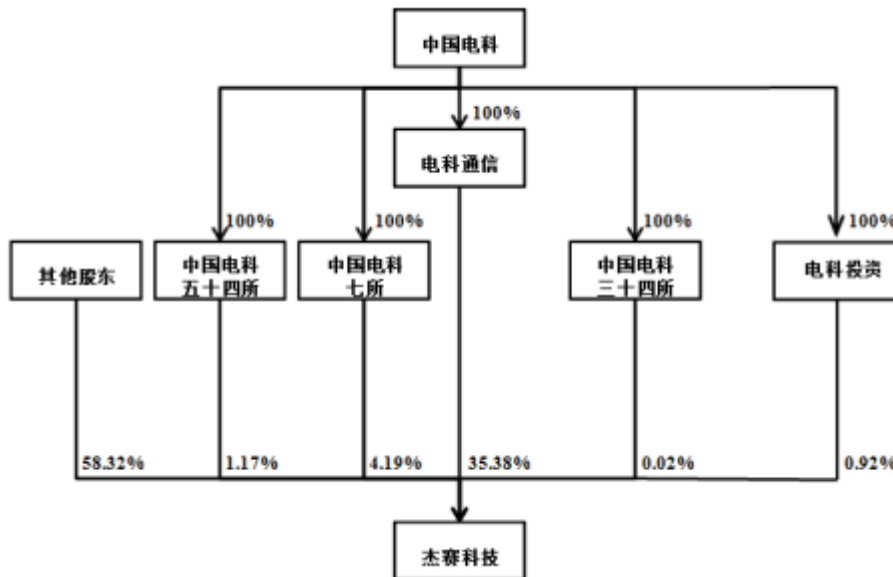 中国电科
100%
电科通信
100%
100%
100%
100%
其他股东
中国电科
五十四所
中国电科
七所
中国电科
三十四所
电科投资
58.32%
1.17%
4.19%
35.38%
0.02%
0.92%
杰赛科技